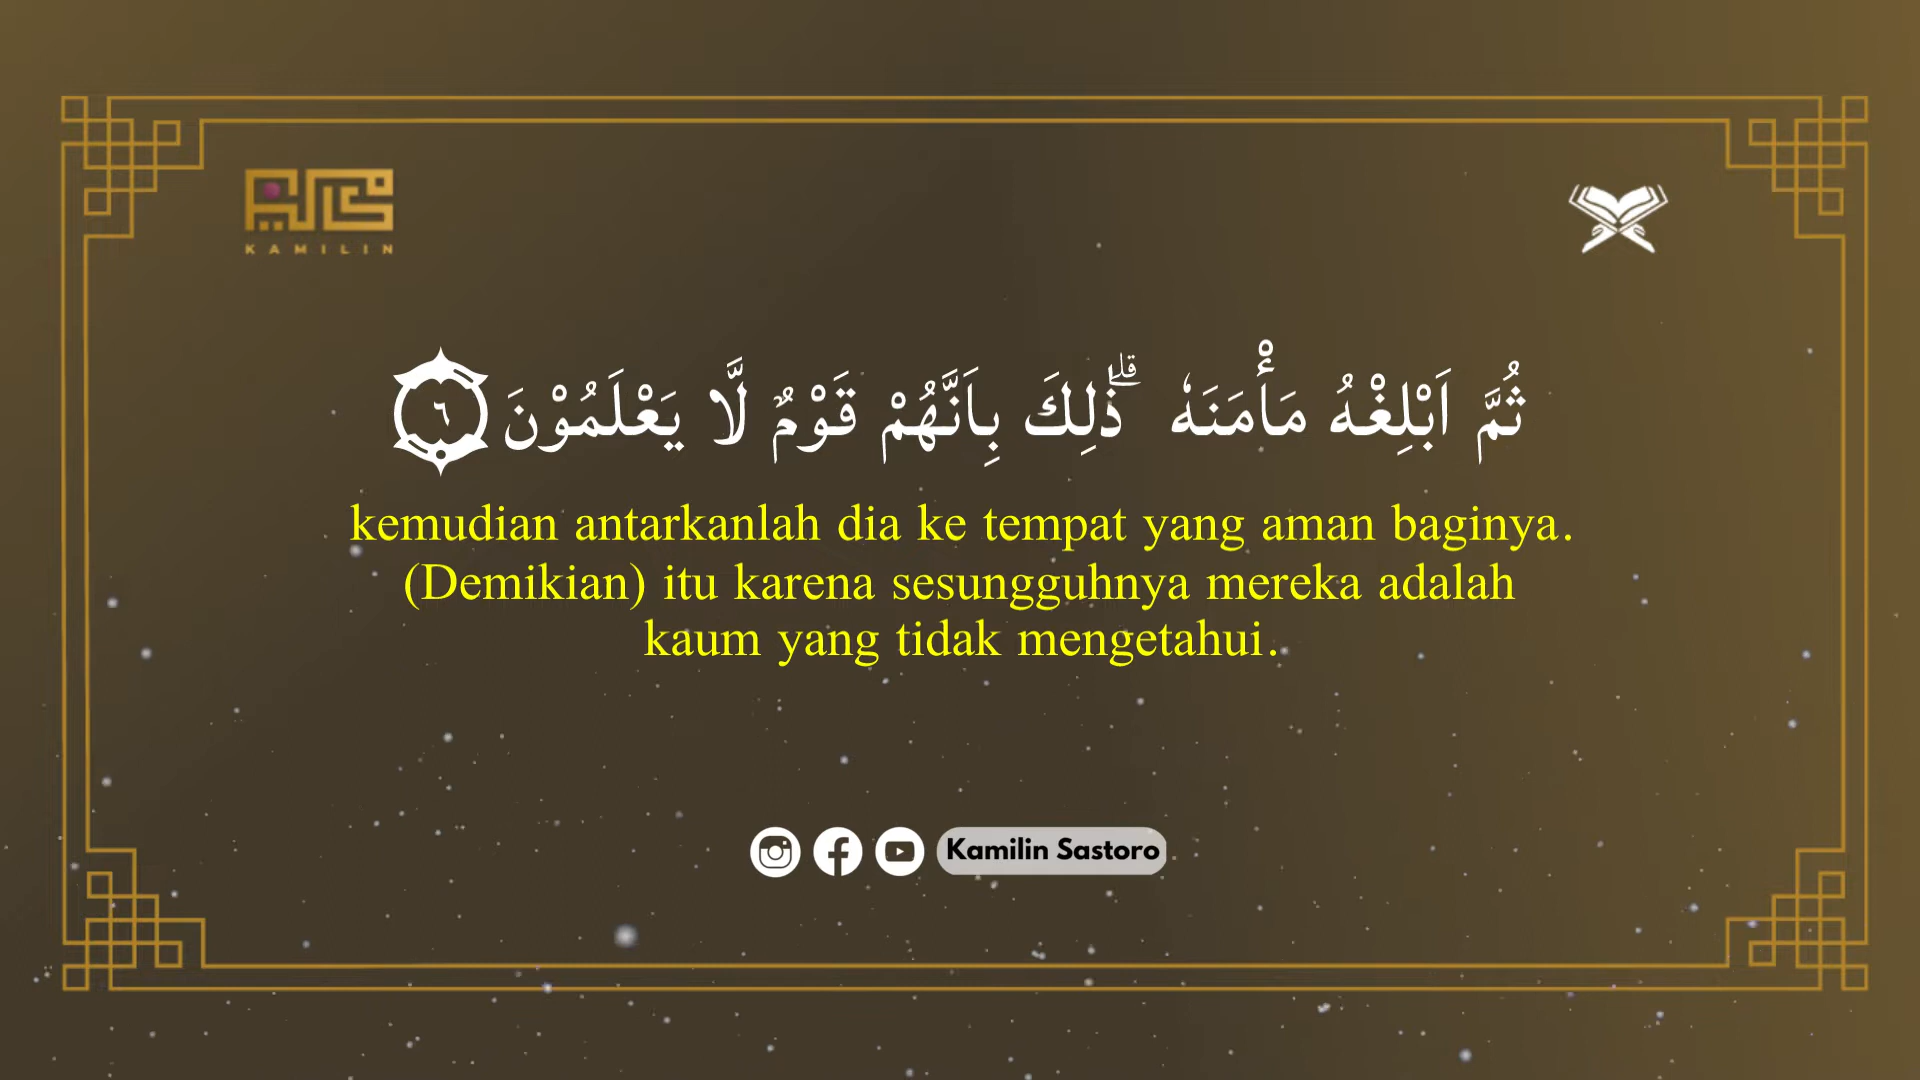 KAMILIN
ثُمَّ اَبْلِغْهُ مَأْمَنَهٗ ۗذٰلِكَ بِاَنَّهُمْ قَوْمٌ لَّا يَعْلَمُوْنَ ٦
kemudian antarkanlah dia ke tempat yang aman baginya.
(Demikian) itu karena sesungguhnya mereka adalah
kaum yang tidak mengetahui.
Kamilin Sastoro